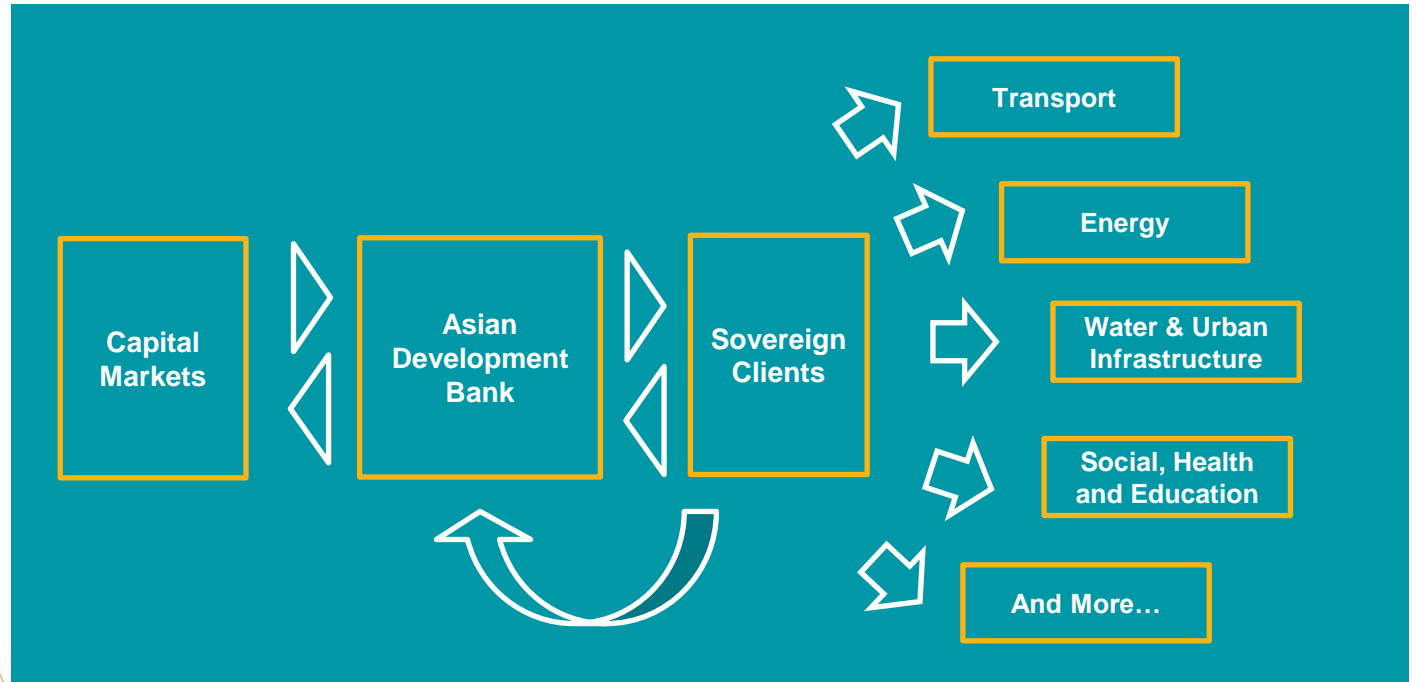 Capital
Markets
Asian
Development
Bank
Sovereign
Clients
Transport
Energy
Water & Urban
Infrastructure
Social, Health
and Education
And More…